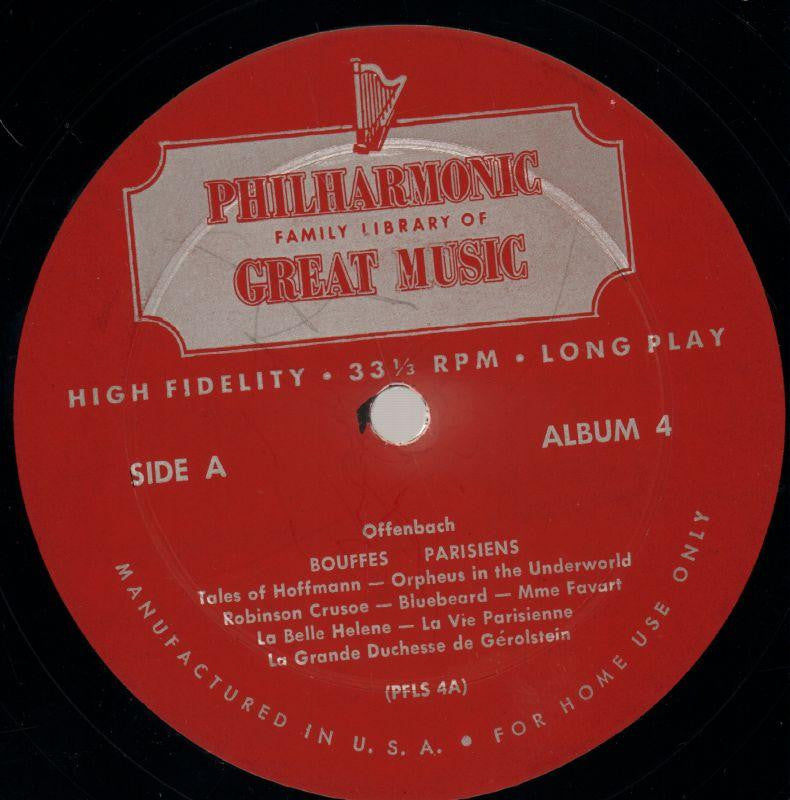 PHILHARMONIC
FAMILY LIBRARY OF
GREAT MUSIC
HIGH FIDELITY • 33 1/3 RPM • LONG PLAY
SIDE A
ALBUM 4
Offenbach
BOUFFES PARISIENS
Tales of Hoffmann — Orpheus in the Underworld
Robinson Crusoe — Bluebeard — Mme Favart
La Belle Helene — La Vie Parisienne
La Grande Duchesse de Gérolstein
(PFLS 4A)
MANUFACTURED IN U. S. A. • FOR HOME USE ONLY